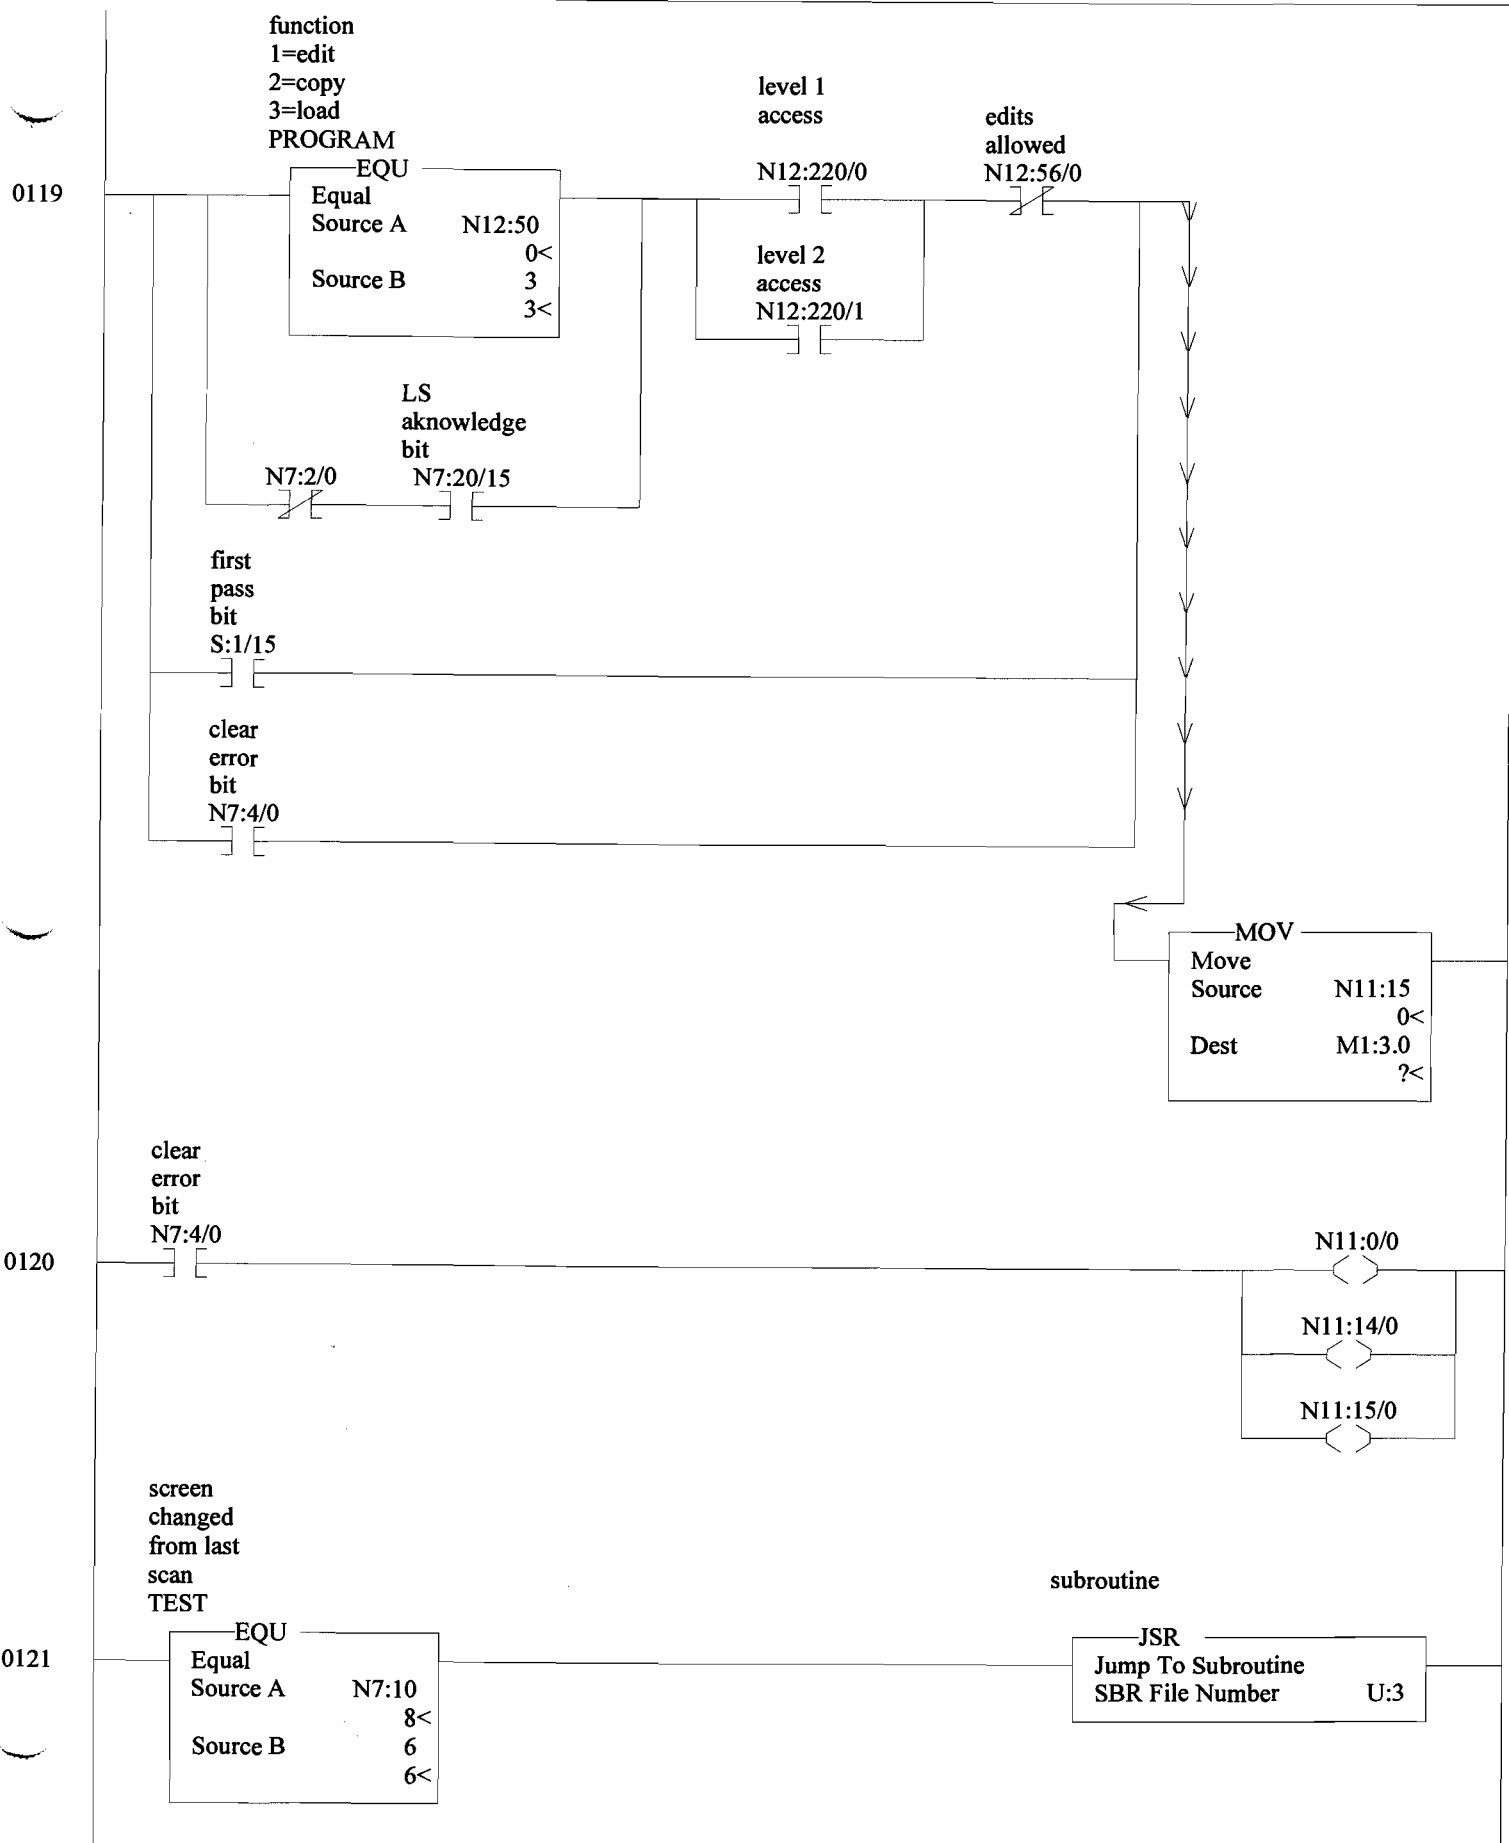 function
1=edit
2=copy
3=load
PROGRAM
level 1
access
edits
allowed
0119
EQU
Equal
Source A N12:50
0<
Source B 3
3<
N12:220/0
N12:56/0
level 2
access
N12:220/1
LS
aknowledge
bit
N7:2/0
N7:20/15
first
pass
bit
S:1/15
clear
error
bit
N7:4/0
MOV
Move
Source N11:15
0<
Dest M1:3.0
?<
clear
error
bit
N7:4/0
0120
N11:0/0
N11:14/0
N11:15/0
screen
changed
from last
scan
TEST
subroutine
0121
EQU
Equal
Source A N7:10
8<
Source B 6
6<
JSR
Jump To Subroutine
SBR File Number U:3